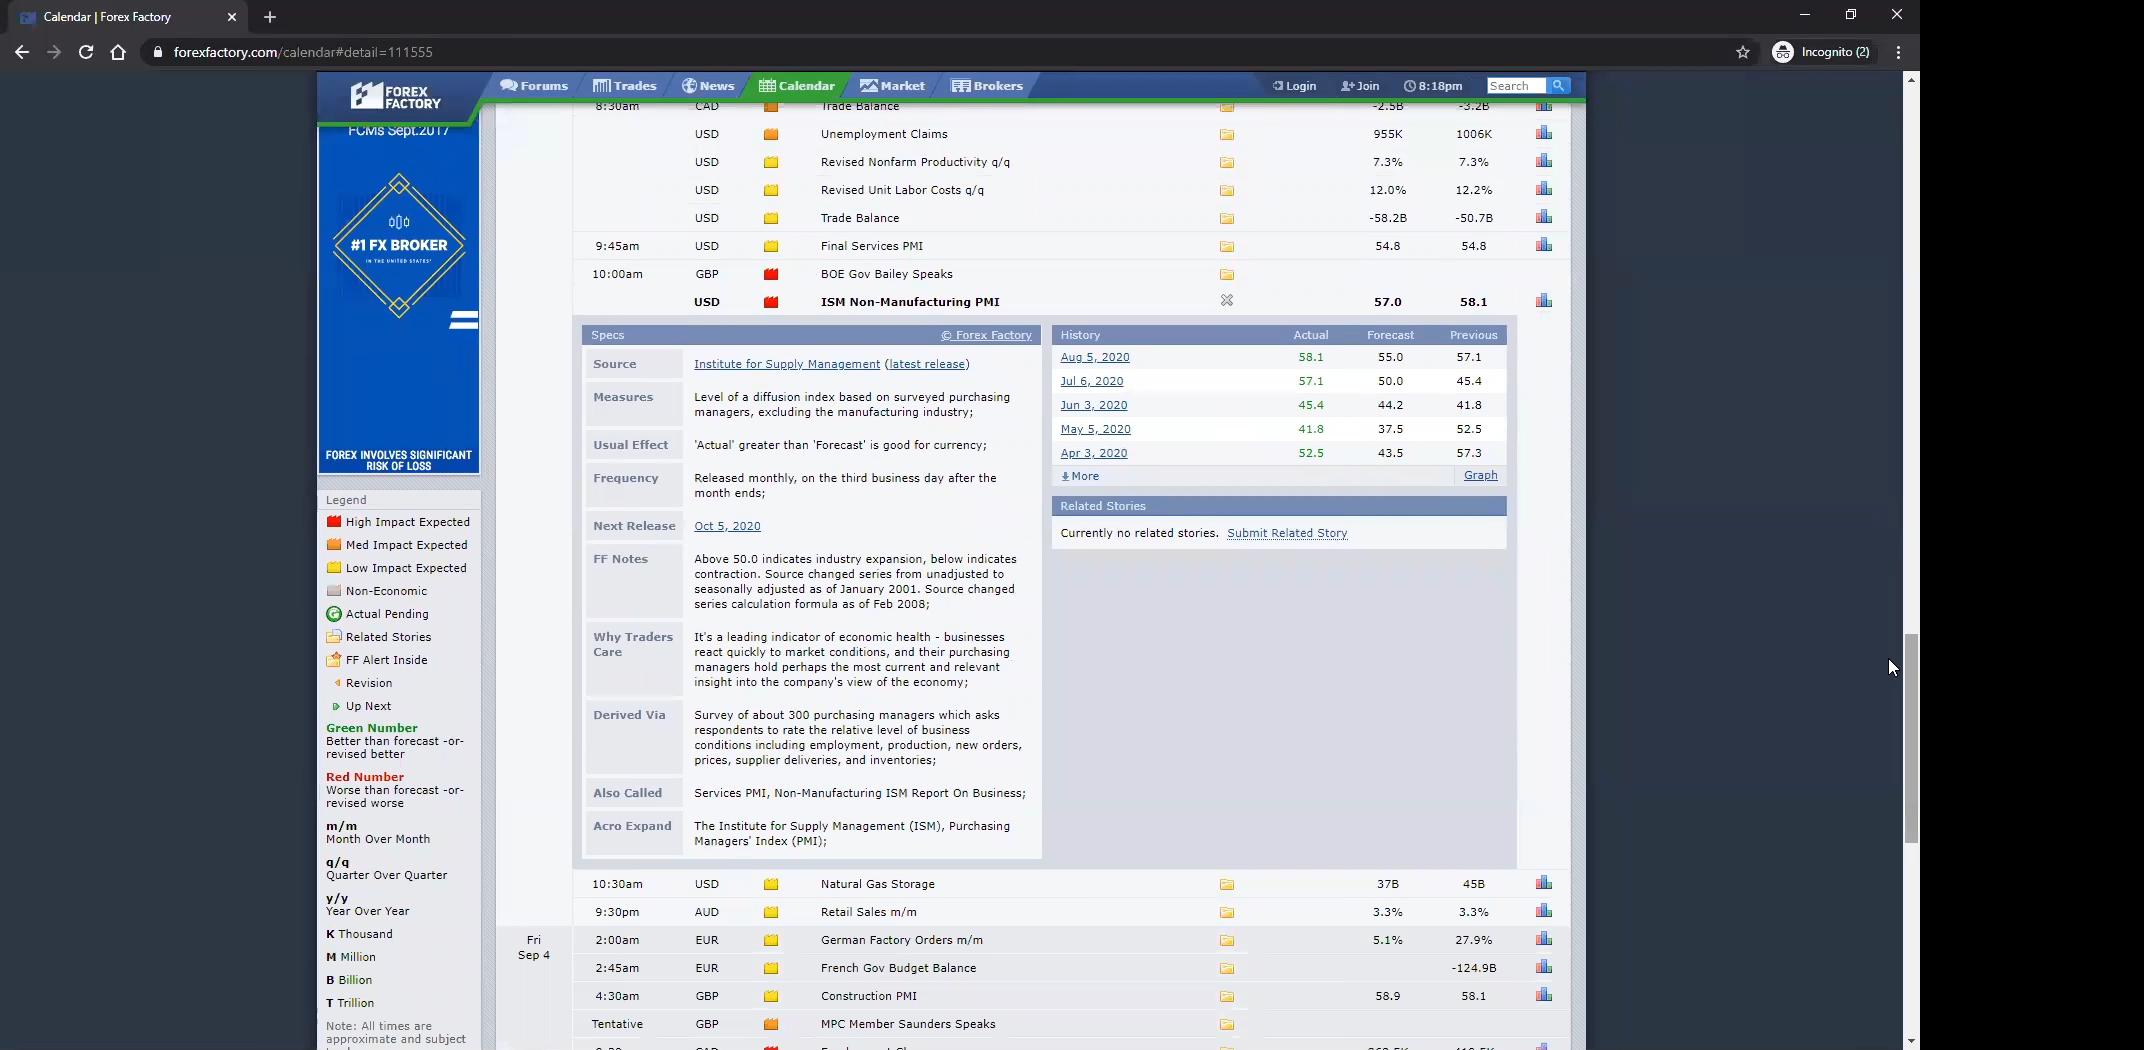 Calendar | Forex Factory
forexfactory.com/calendar#detail=111555
Incognito (2)
FOREX FACTORY
Forums Trades News Calendar Market Brokers Login Join 8:18pm Search
FCMs Sept.2017
#1 FX BROKER
IN THE UNITED STATES*
FOREX INVOLVES SIGNIFICANT
RISK OF LOSS
Legend
High Impact Expected
Med Impact Expected
Low Impact Expected
Non-Economic
Actual Pending
Related Stories
FF Alert Inside
Revision
Up Next
Green Number
Better than forecast -or-
revised better
Red Number
Worse than forecast -or-
revised worse
m/m
Month Over Month
q/q
Quarter Over Quarter
y/y
Year Over Year
K Thousand
M Million
B Billion
T Trillion
Note: All times are
approximate and subject
8:30am CAD Trade Balance -2.5B -3.2B
USD Unemployment Claims 955K 1006K
USD Revised Nonfarm Productivity q/q 7.3% 7.3%
USD Revised Unit Labor Costs q/q 12.0% 12.2%
USD Trade Balance -58.2B -50.7B
9:45am USD Final Services PMI 54.8 54.8
10:00am GBP BOE Gov Bailey Speaks
USD ISM Non-Manufacturing PMI 57.0 58.1
Specs © Forex Factory
Source Institute for Supply Management (latest release)
Measures Level of a diffusion index based on surveyed purchasing
managers, excluding the manufacturing industry;
Usual Effect 'Actual' greater than 'Forecast' is good for currency;
Frequency Released monthly, on the third business day after the
month ends;
Next Release Oct 5, 2020
FF Notes Above 50.0 indicates industry expansion, below indicates
contraction. Source changed series from unadjusted to
seasonally adjusted as of January 2001. Source changed
series calculation formula as of Feb 2008;
Why Traders Care It's a leading indicator of economic health - businesses
react quickly to market conditions, and their purchasing
managers hold perhaps the most current and relevant
insight into the company's view of the economy;
Derived Via Survey of about 300 purchasing managers which asks
respondents to rate the relative level of business
conditions including employment, production, new orders,
prices, supplier deliveries, and inventories;
Also Called Services PMI, Non-Manufacturing ISM Report On Business;
Acro Expand The Institute for Supply Management (ISM), Purchasing
Managers' Index (PMI);
History Actual Forecast Previous
Aug 5, 2020 58.1 55.0 57.1
Jul 6, 2020 57.1 50.0 45.4
Jun 3, 2020 45.4 44.2 41.8
May 5, 2020 41.8 37.5 52.5
Apr 3, 2020 52.5 43.5 57.3
More Graph
Related Stories
Currently no related stories. Submit Related Story
10:30am USD Natural Gas Storage 37B 45B
9:30pm AUD Retail Sales m/m 3.3% 3.3%
Fri Sep 4 2:00am EUR German Factory Orders m/m 5.1% 27.9%
2:45am EUR French Gov Budget Balance -124.9B
4:30am GBP Construction PMI 58.9 58.1
Tentative GBP MPC Member Saunders Speaks